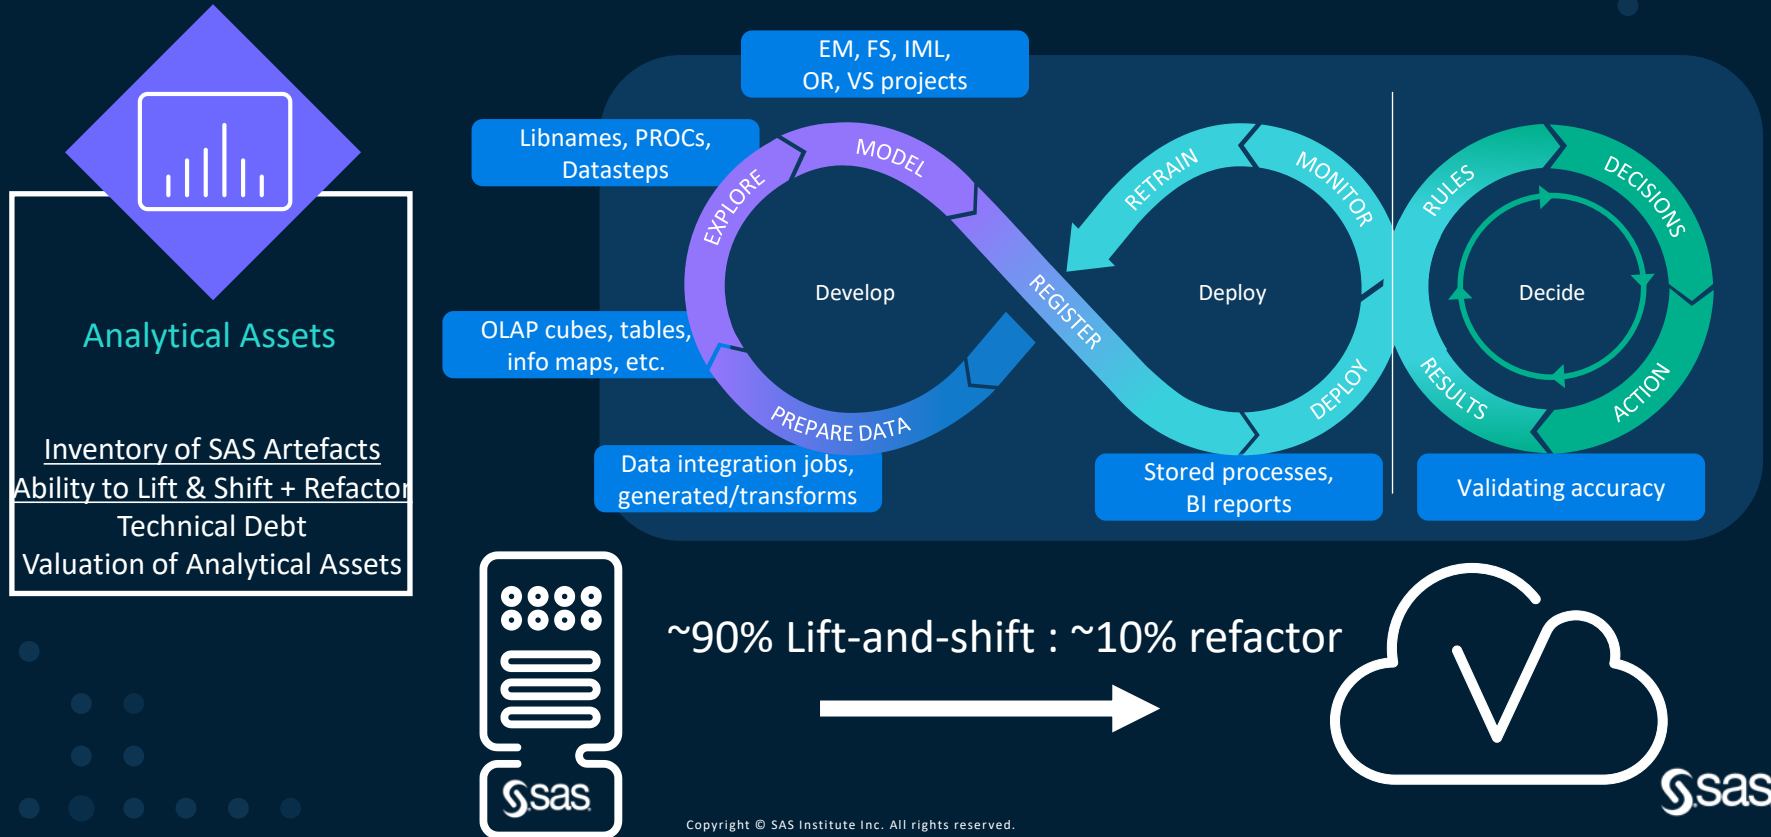 Analytical Assets
Inventory of SAS Artefacts
Ability to Lift & Shift + Refactor
Technical Debt
Valuation of Analytical Assets
EM, FS, IML,
OR, VS projects
Libnames, PROCs,
Datasteps
OLAP cubes, tables,
info maps, etc.
Data integration jobs,
generated/transforms
Stored processes,
BI reports
Validating accuracy
EXPLORE
MODEL
REGISTER
PREPARE DATA
Develop
RETRAIN
MONITOR
DEPLOY
Deploy
RULES
DECISIONS
ACTION
RESULTS
Decide
~90% Lift-and-shift : ~10% refactor
sas
V
sas
Copyright © SAS Institute Inc. All rights reserved.